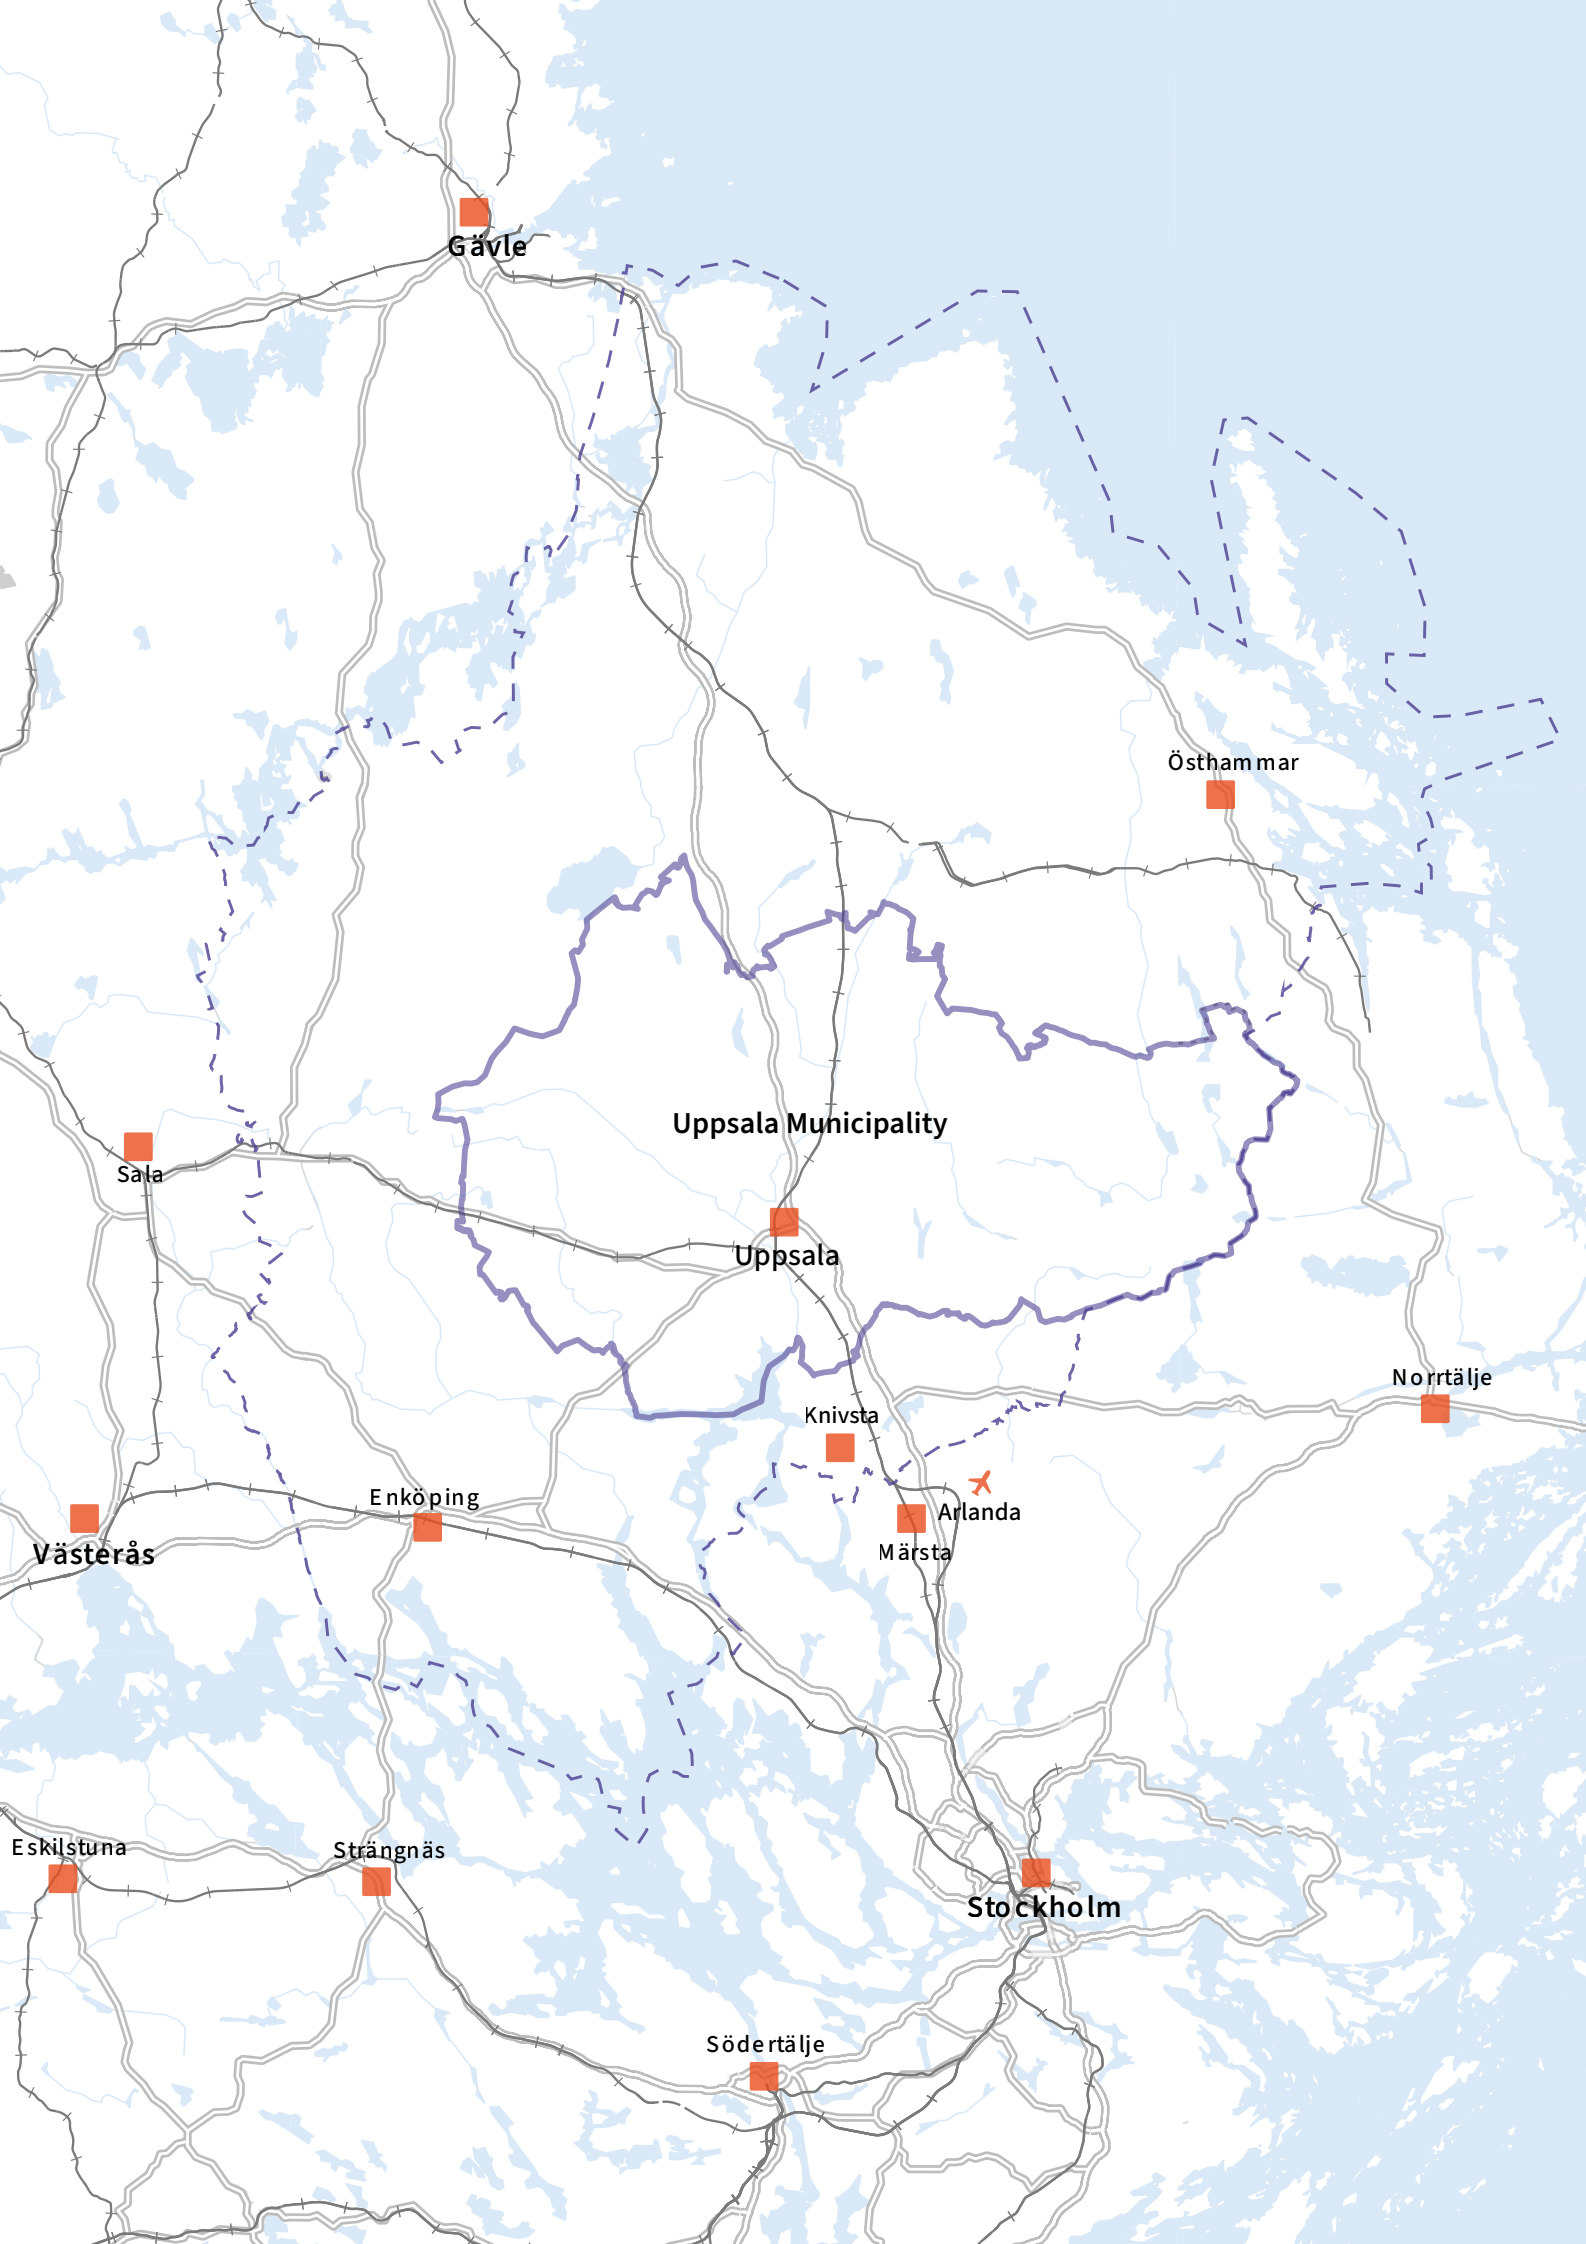 Gävle
Östhammar
Uppsala Municipality
Sala
Uppsala
Norrtälje
Knivsta
Enköping
Arlanda
Västerås
Märsta
Eskilstuna
Strängnäs
Stockholm
Södertälje